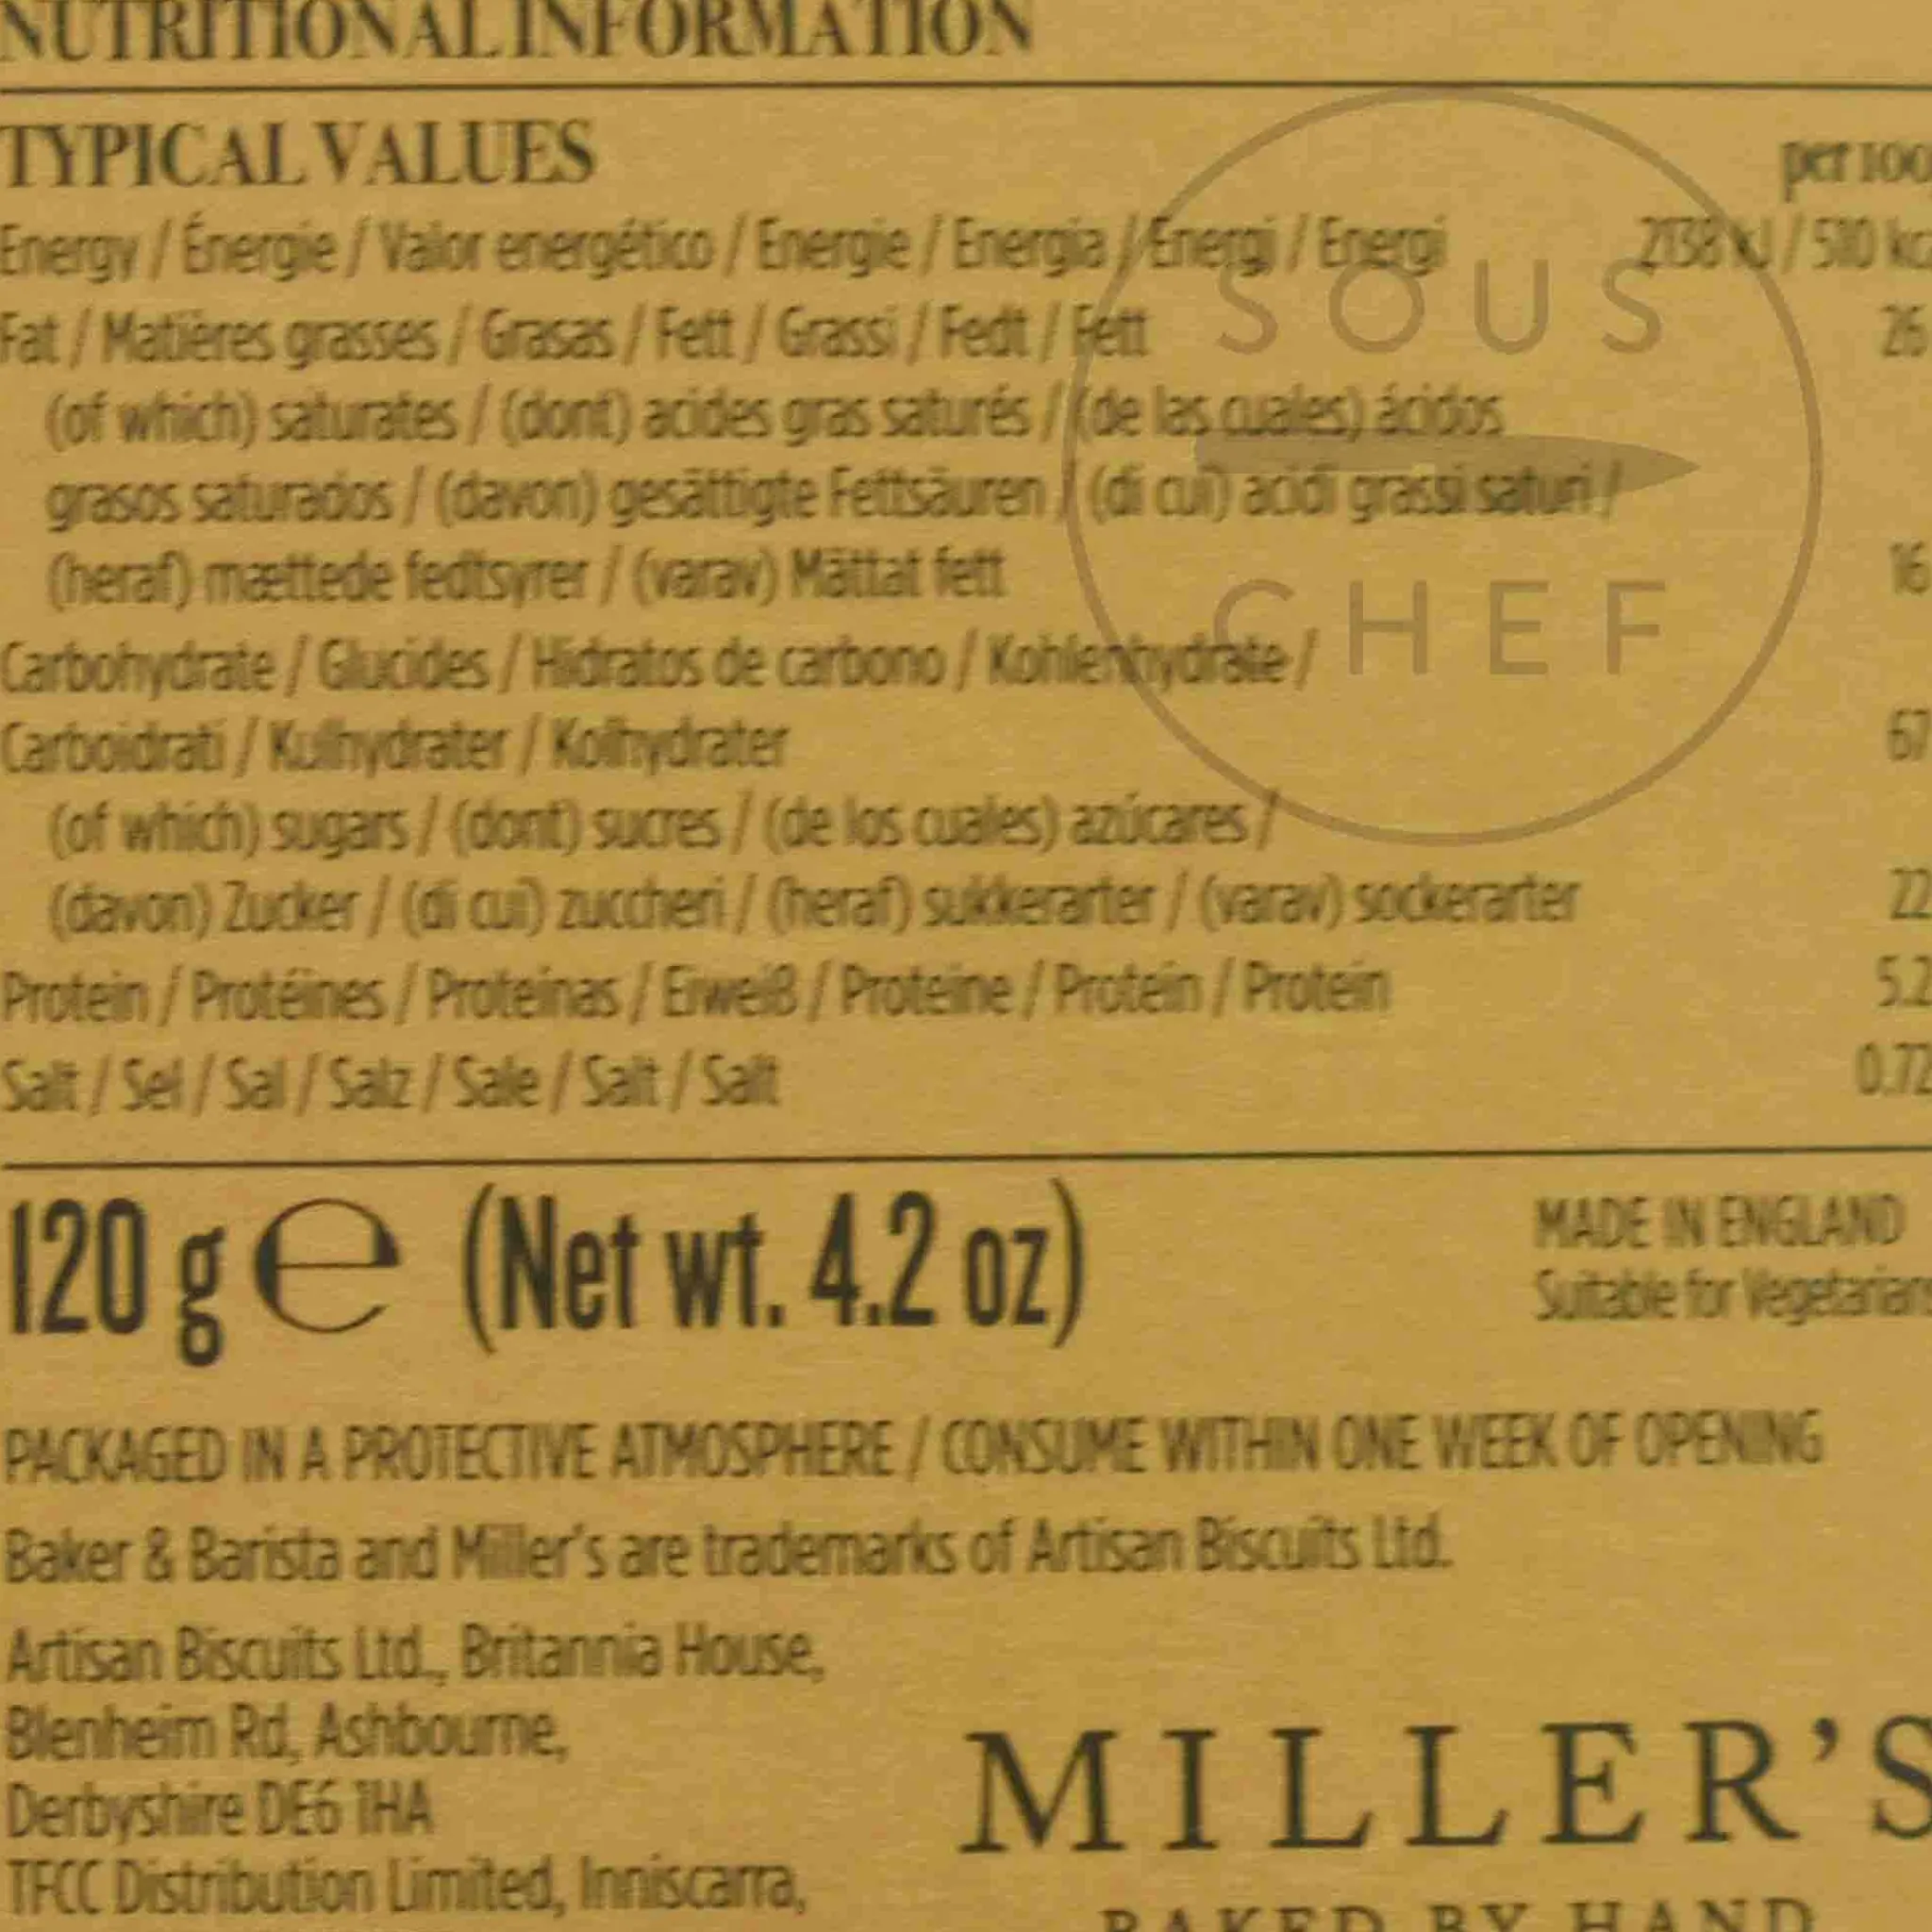 NUTRITIONAL INFORMATION
TYPICAL VALUES per 100
Energy / Énergie / Valor energético / Energie / Energia / Energi / Energi 2138 kJ / 510 kc
Fat / Matières grasses / Grasas / Fett / Grassi / Fedt / Fett 26
(of which) saturates / (dont) acides gras saturés / (de las cuales) ácidos
grasos saturados / (davon) gesättigte Fettsäuren / (di cui) acidi grassi saturi /
(heraf) mættede fedtsyrer / (varav) Mättat fett 16
Carbohydrate / Glucides / Hidratos de carbono / Kohlenhydrate /
Carboidrati / Kulhydrater / Kolhydrater 67
(of which) sugars / (dont) sucres / (de los cuales) azúcares /
(davon) Zucker / (di cui) zuccheri / (heraf) sukkerarter / (varav) sockerarter 22
Protein / Protéines / Proteínas / Eiweiß / Proteine / Protein / Protein 5.2
Salt / Sel / Sal / Salz / Sale / Salt / Salt 0.72
SOUS
CHEF
120 g e (Net wt. 4.2 oz)
MADE IN ENGLAND
Suitable for Vegetarian
PACKAGED IN A PROTECTIVE ATMOSPHERE / CONSUME WITHIN ONE WEEK OF OPENING
Baker & Barista and Miller's are trademarks of Artisan Biscuits Ltd.
Artisan Biscuits Ltd., Britannia House,
Blenheim Rd, Ashbourne,
Derbyshire DE6 1HA
TFCC Distribution Limited, Inniscarra,
MILLER'S
BAKED BY HAND